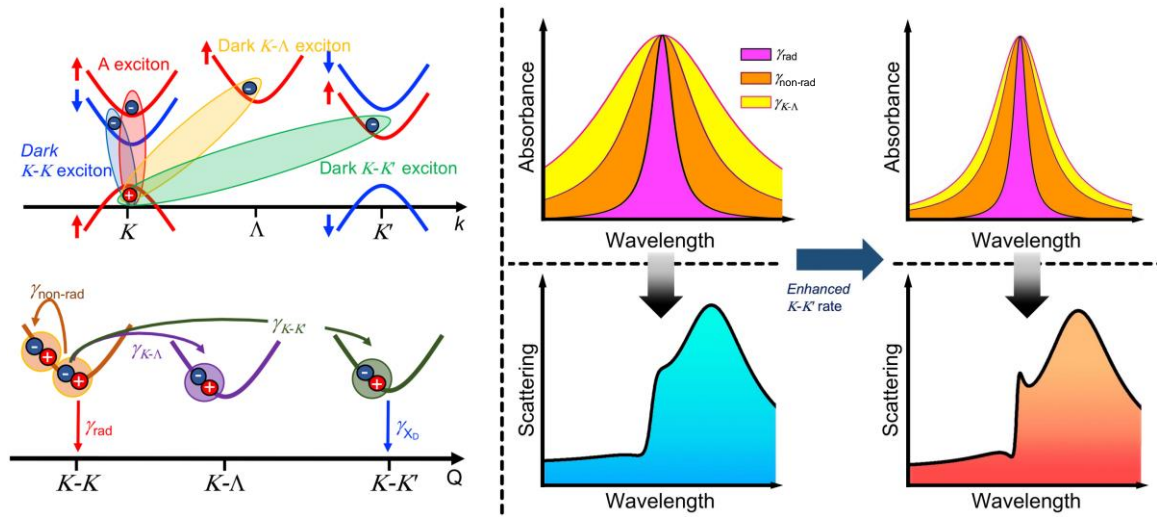 A exciton
Dark K-Λ exciton
Dark
K-K exciton
Dark K-K' exciton
K
Λ
K'
k
γnon-rad
γK-Λ
γK-K'
γrad
γXD
K-K
K-Λ
K-K'
Q
Absorbance
γrad
γnon-rad
γK-Λ
Wavelength
Absorbance
Wavelength
Enhanced
K-K' rate
Scattering
Wavelength
Scattering
Wavelength